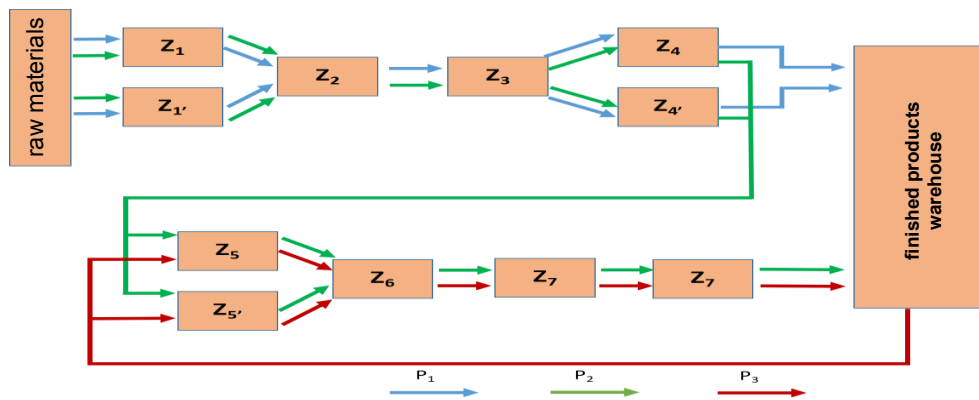 raw materials
Z1
Z1'
Z2
Z3
Z4
Z4'
finished products
warehouse
Z5
Z5'
Z6
Z7
Z7
P1
P2
P3